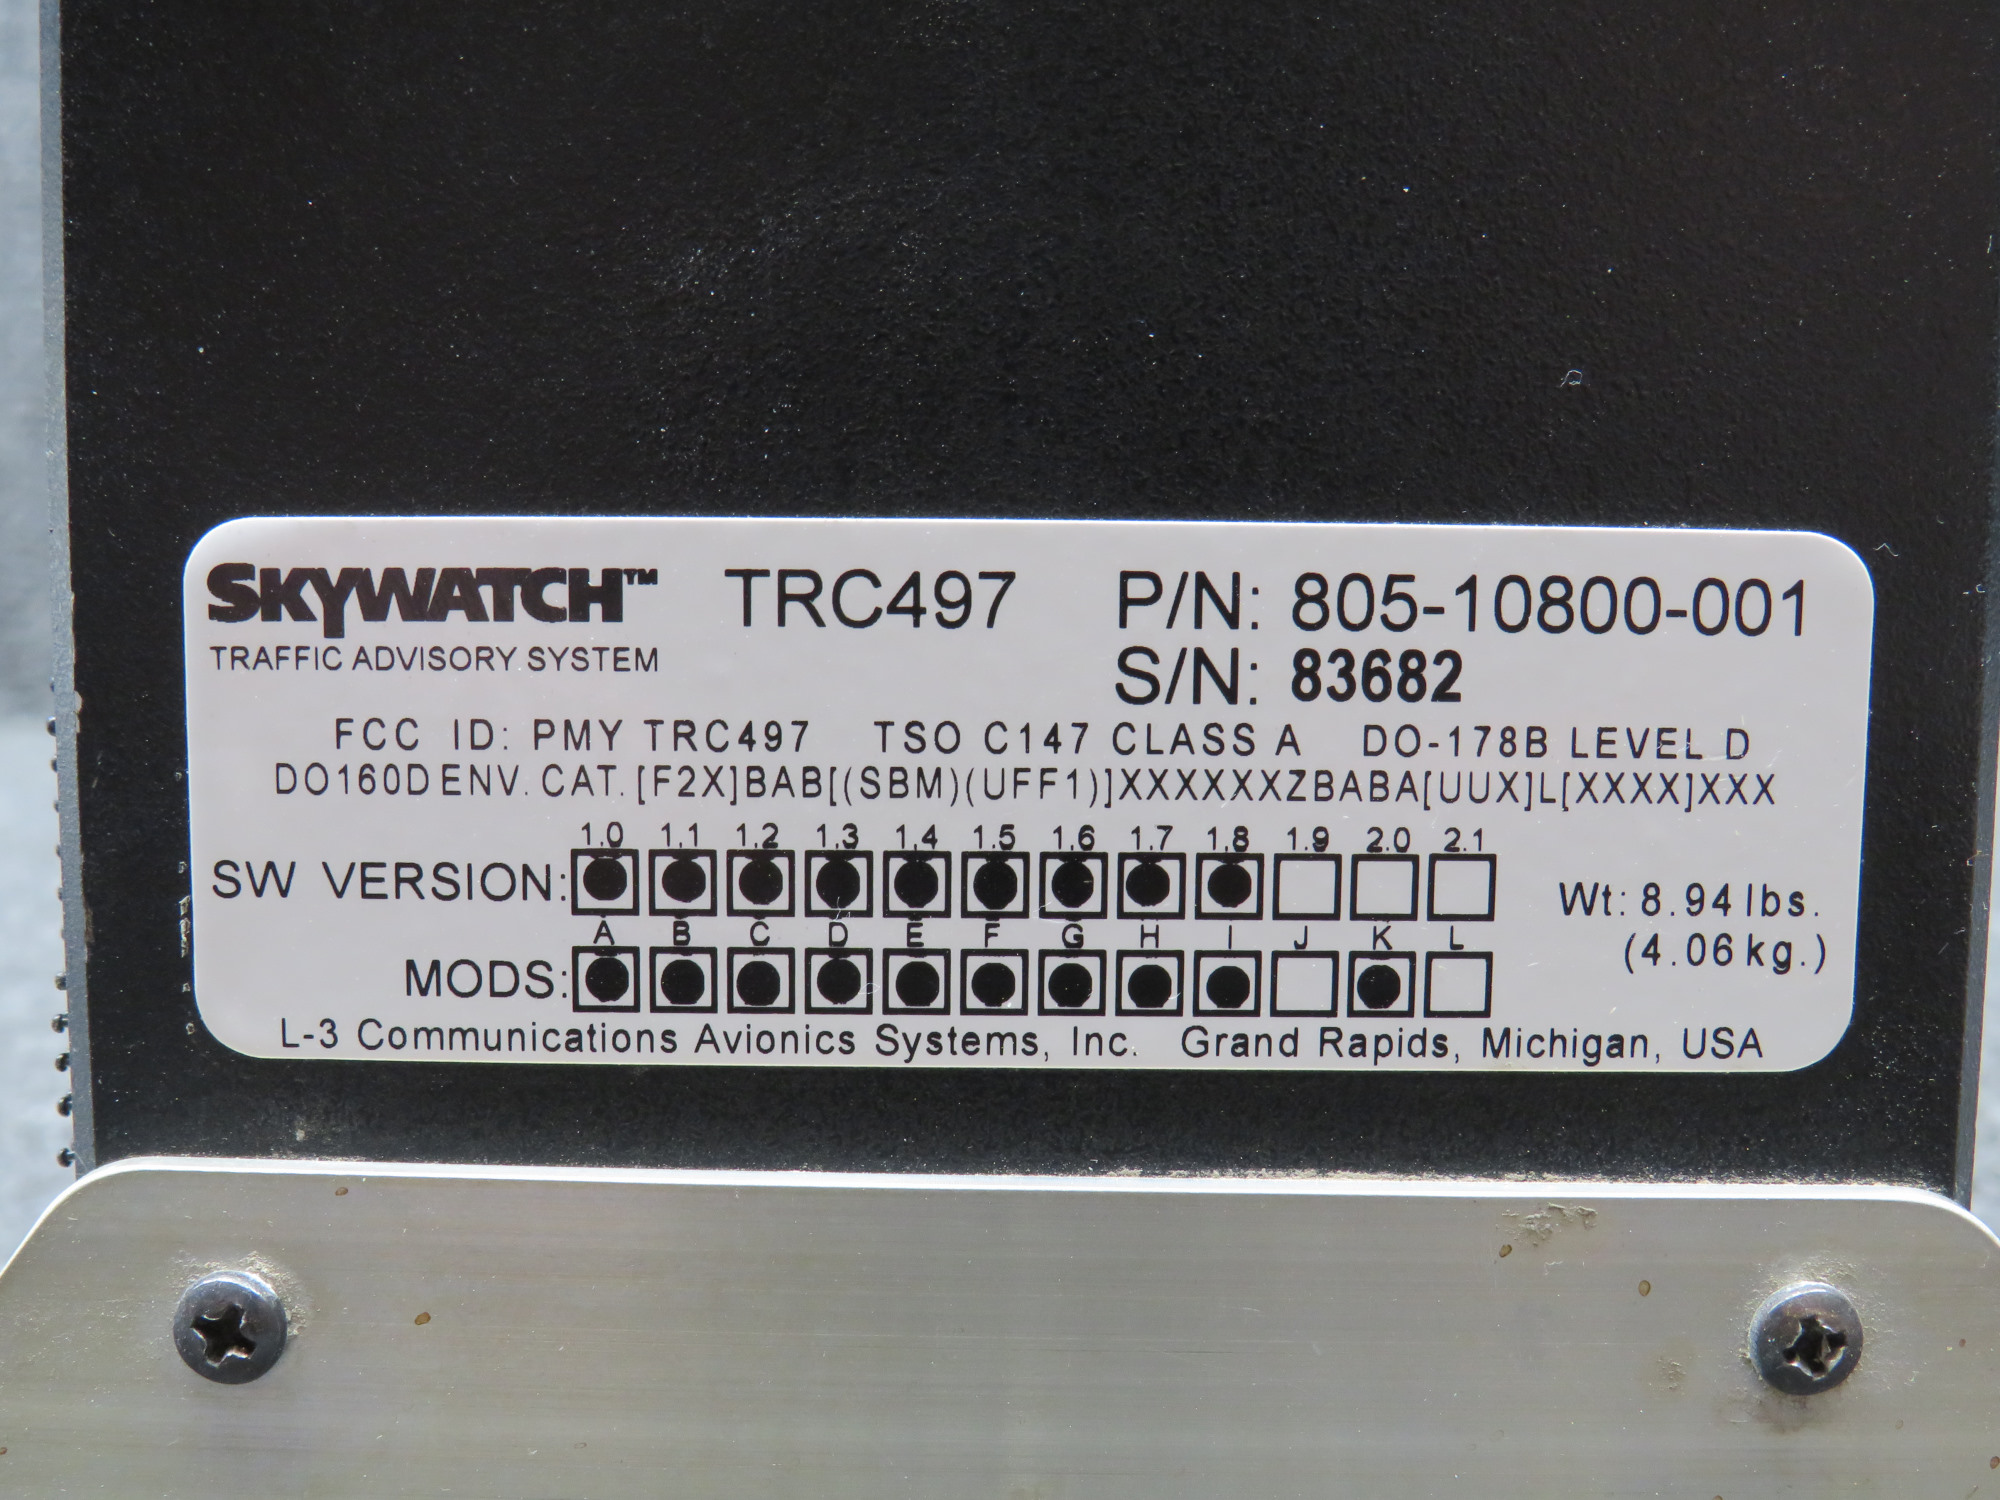 SKYWATCH™ TRC497 P/N: 805-10800-001
TRAFFIC ADVISORY SYSTEM S/N: 83682
FCC ID: PMY TRC497 TSO C147 CLASS A DO-178B LEVEL D
DO160D ENV. CAT. [F2X]BAB[(SBM)(UFF1)]XXXXXXZBABA[UUX]L[XXXX]XXX
1.0 1.1 1.2 1.3 1.4 1.5 1.6 1.7 1.8 1.9 2.0 2.1
SW VERSION: Wt: 8.94 lbs.
A B C D E F G H I J K L (4.06 kg.)
MODS:
L-3 Communications Avionics Systems, Inc. Grand Rapids, Michigan, USA